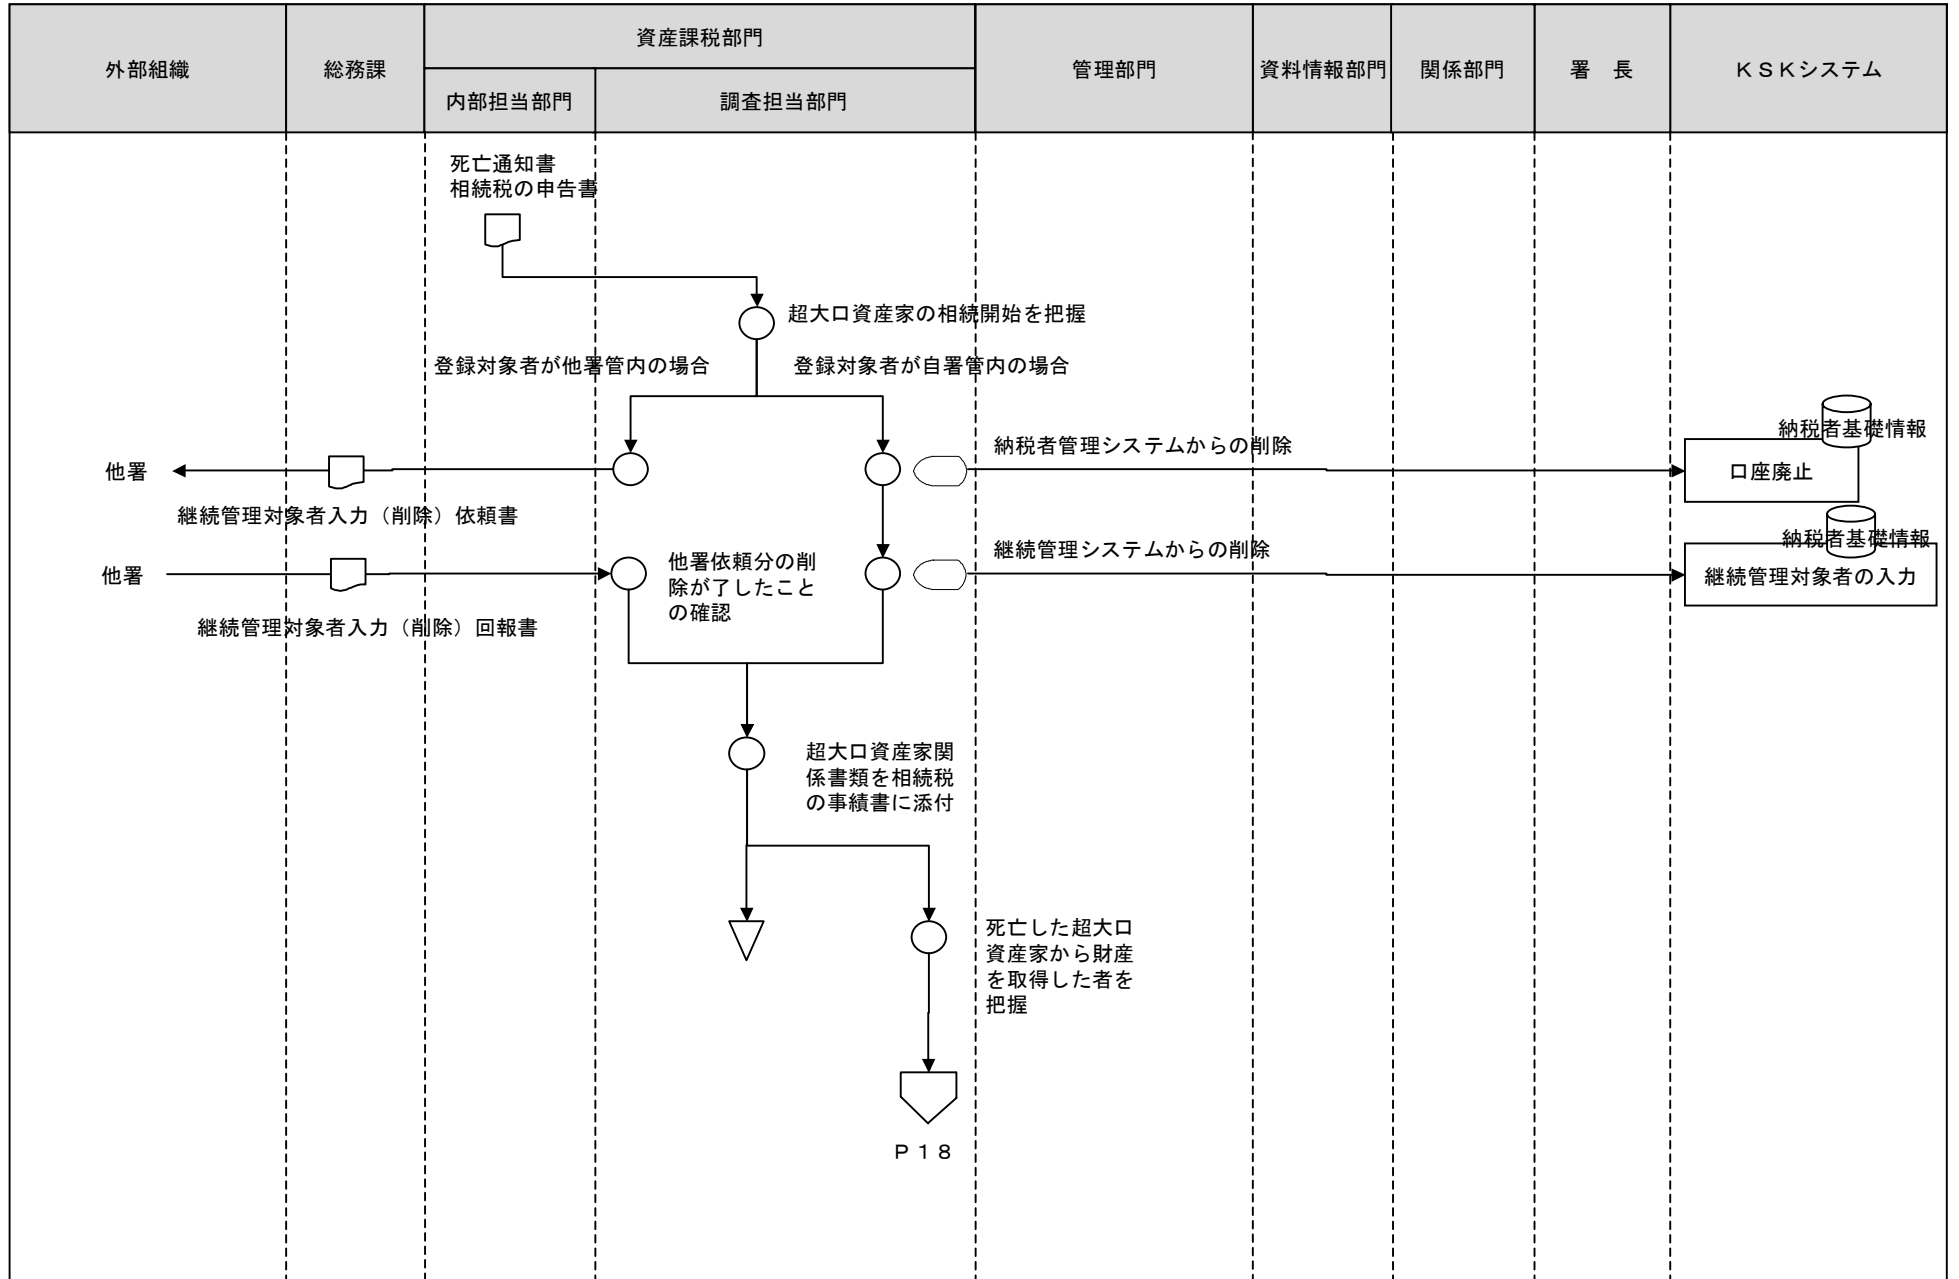 外部組織
総務課
資産課税部門
内部担当部門
調査担当部門
管理部門
資料情報部門
関係部門
署　長
ＫＳＫシステム
死亡通知書
相続税の申告書
超大口資産家の相続開始を把握
登録対象者が他署管内の場合
登録対象者が自署管内の場合
納税者管理システムからの削除
納税者基礎情報
口座廃止
他署
継続管理対象者入力（削除）依頼書
継続管理システムからの削除
納税者基礎情報
継続管理対象者の入力
他署
他署依頼分の削
除が了したこと
の確認
継続管理対象者入力（削除）回報書
超大口資産家関
係書類を相続税
の事績書に添付
死亡した超大口
資産家から財産
を取得した者を
把握
Ｐ１８